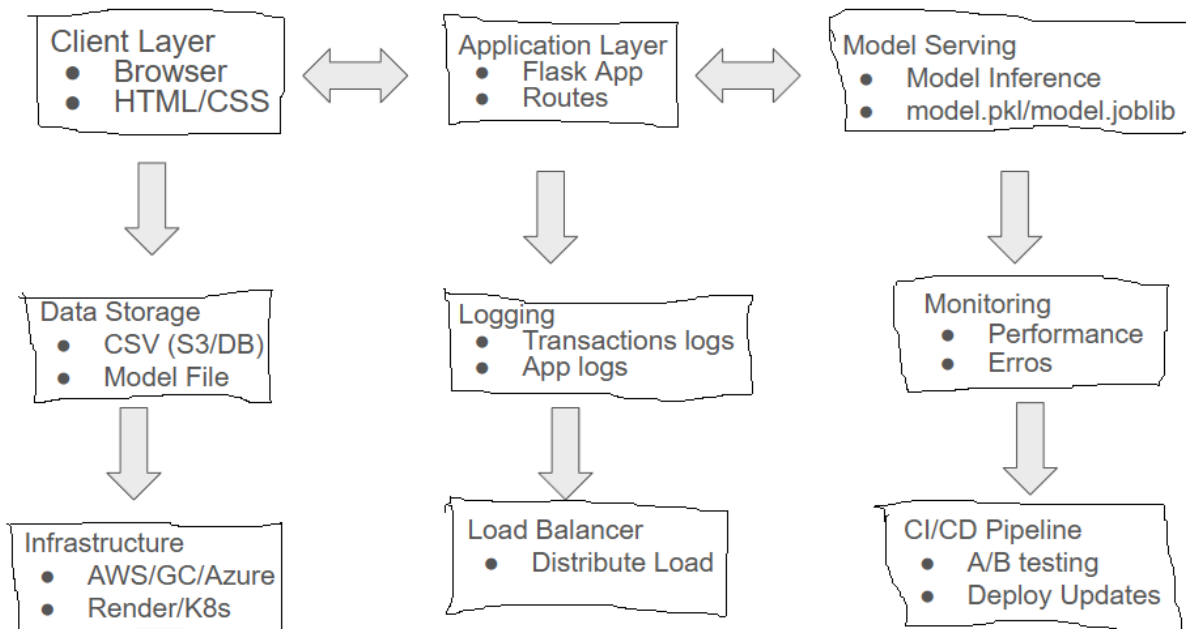 Client Layer
● Browser
● HTML/CSS
Application Layer
● Flask App
● Routes
Model Serving
● Model Inference
● model.pkl/model.joblib
Data Storage
● CSV (S3/DB)
● Model File
Logging
● Transactions logs
● App logs
Monitoring
● Performance
● Erros
Infrastructure
● AWS/GC/Azure
● Render/K8s
Load Balancer
● Distribute Load
CI/CD Pipeline
● A/B testing
● Deploy Updates